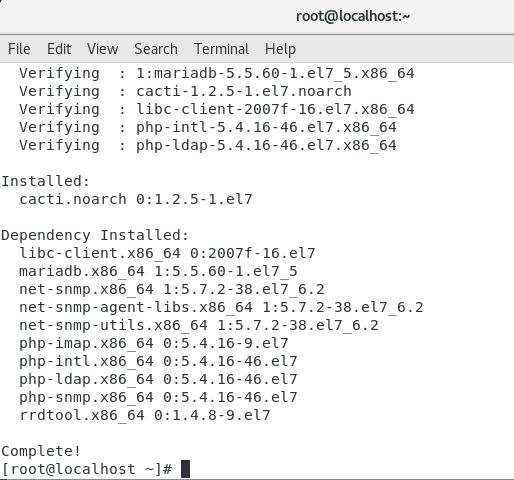 root@localhost:~
File Edit View Search Terminal Help
Verifying : 1:mariadb-5.5.60-1.el7_5.x86_64
Verifying : cacti-1.2.5-1.el7.noarch
Verifying : libc-client-2007f-16.el7.x86_64
Verifying : php-intl-5.4.16-46.el7.x86_64
Verifying : php-ldap-5.4.16-46.el7.x86_64
Installed:
cacti.noarch 0:1.2.5-1.el7
Dependency Installed:
libc-client.x86_64 0:2007f-16.el7
mariadb.x86_64 1:5.5.60-1.el7_5
net-snmp.x86_64 1:5.7.2-38.el7_6.2
net-snmp-agent-libs.x86_64 1:5.7.2-38.el7_6.2
net-snmp-utils.x86_64 1:5.7.2-38.el7_6.2
php-imap.x86_64 0:5.4.16-9.el7
php-intl.x86_64 0:5.4.16-46.el7
php-ldap.x86_64 0:5.4.16-46.el7
php-snmp.x86_64 0:5.4.16-46.el7
rrdtool.x86_64 0:1.4.8-9.el7
Complete!
[root@localhost ~]#